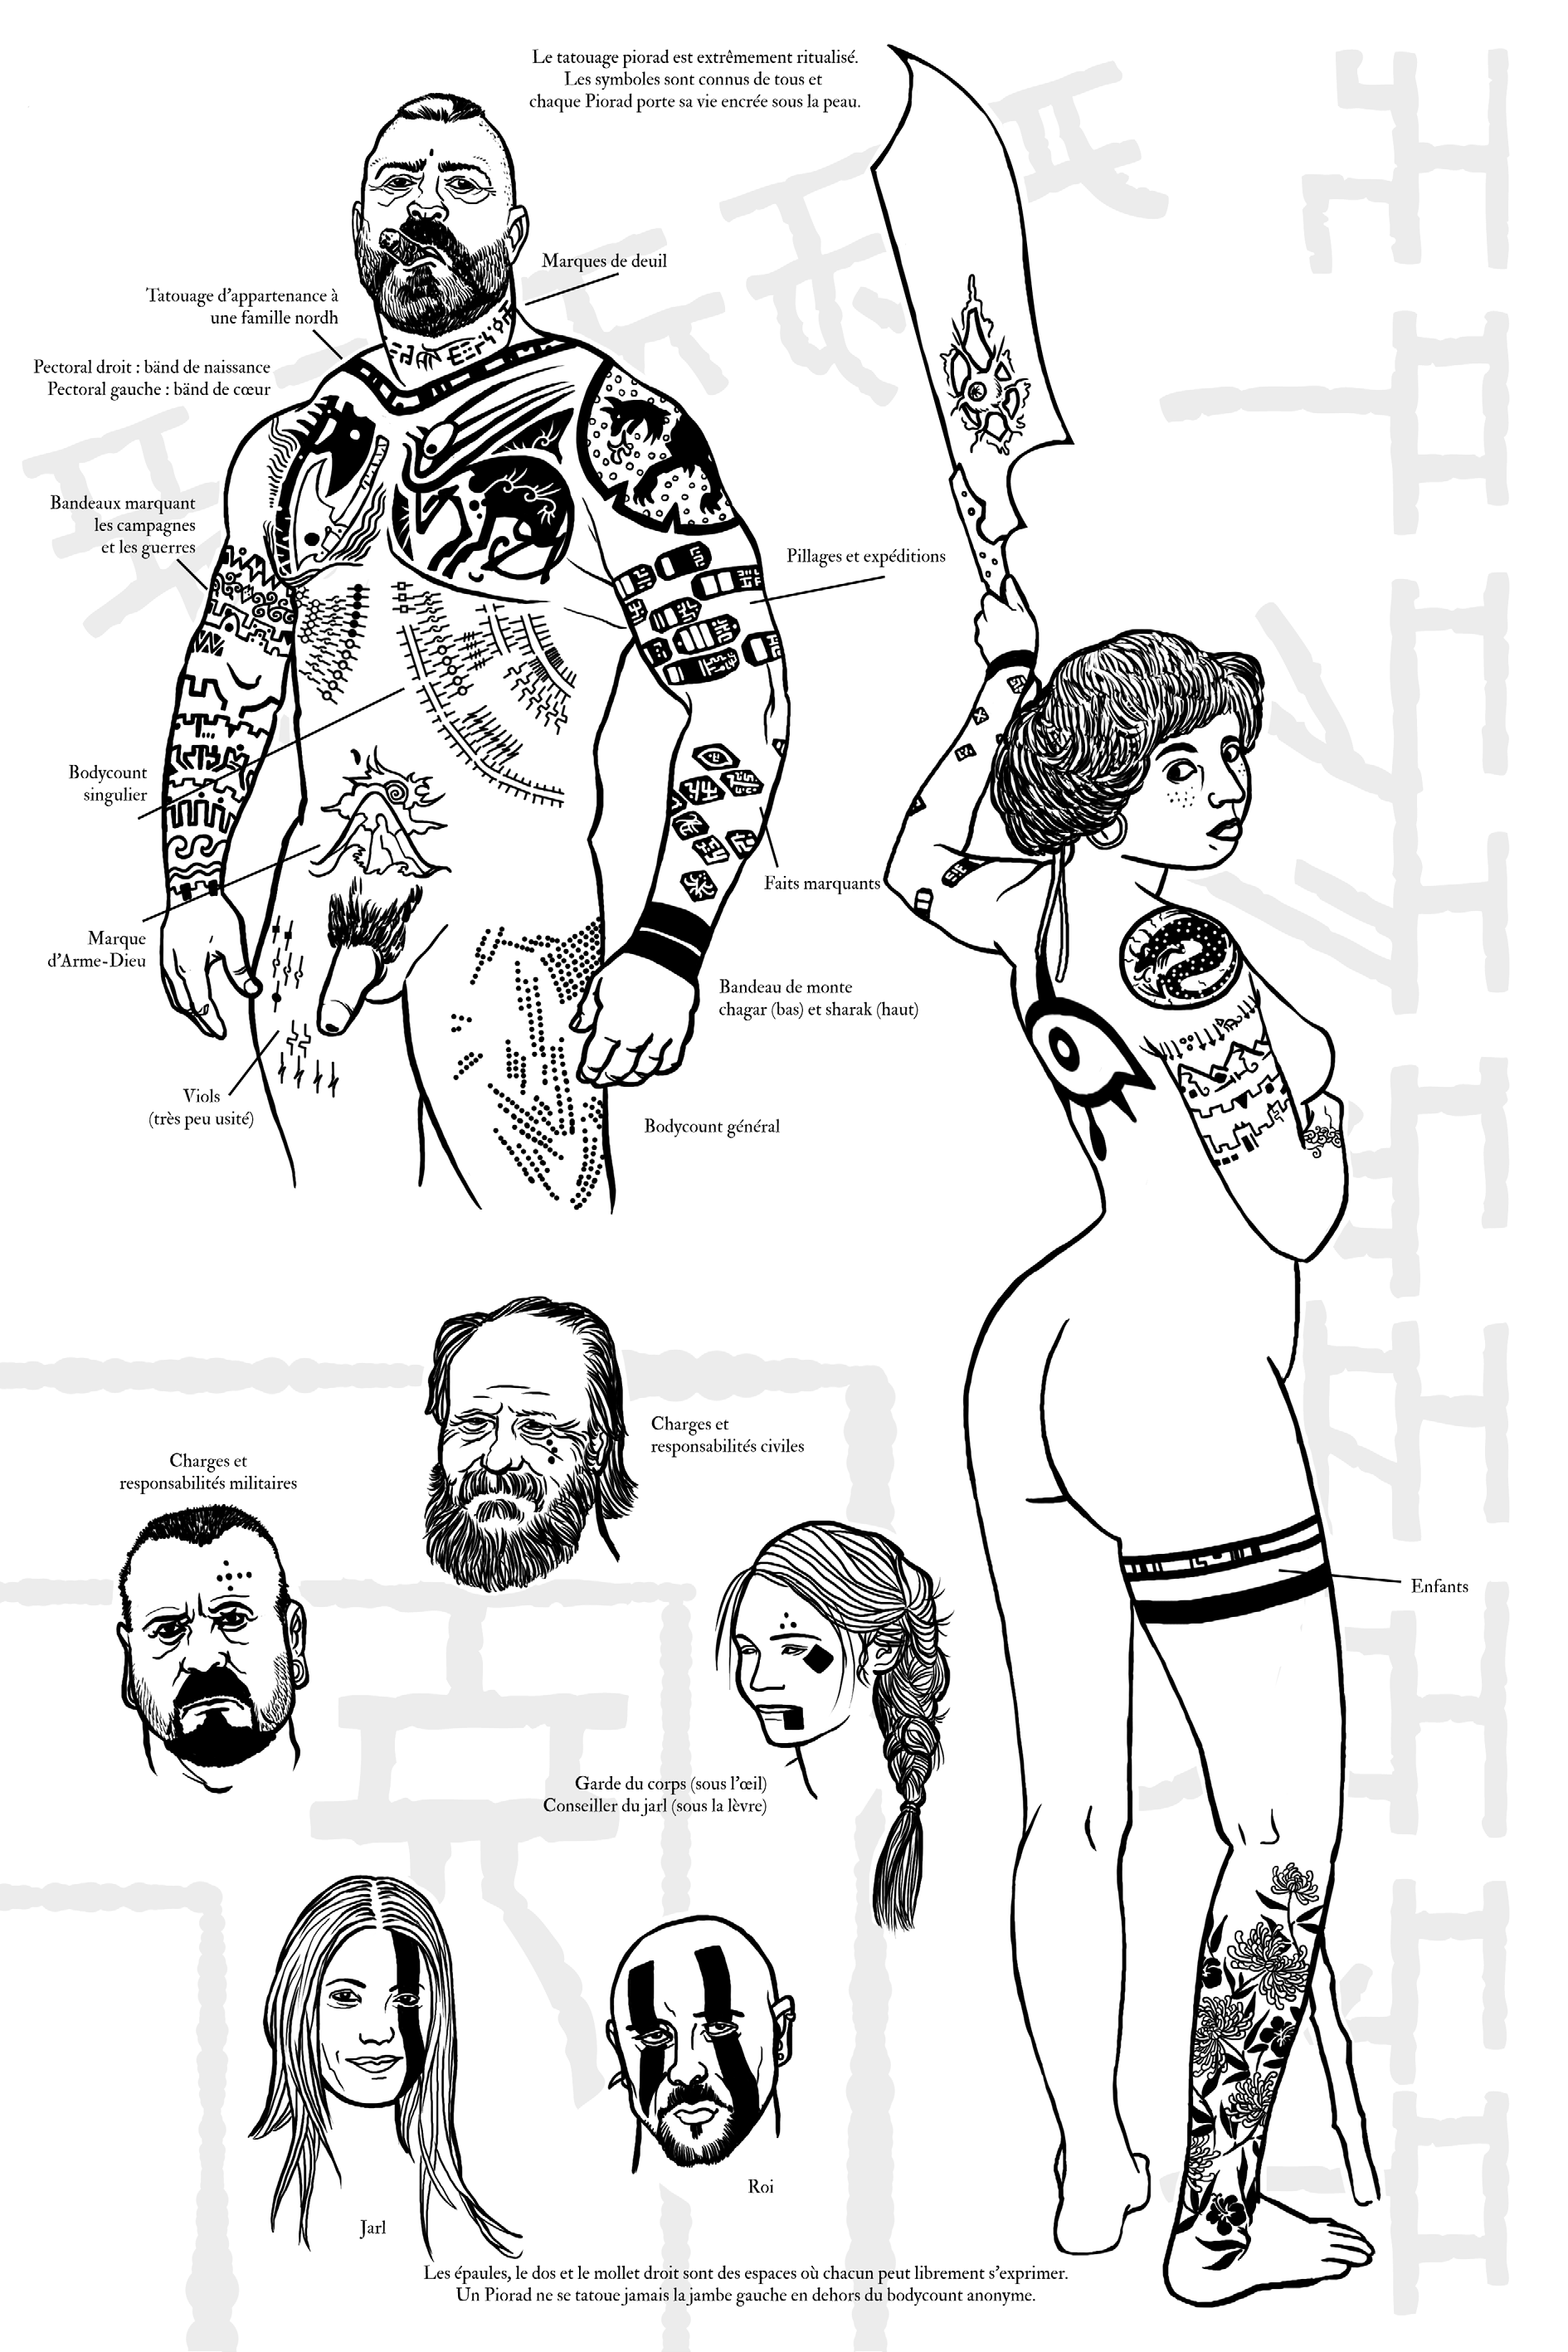 Le tatouage piorad est extrêmement ritualisé.
Les symboles sont connus de tous et
chaque Piorad porte sa vie encrée sous la peau.
Marques de deuil
Tatouage d'appartenance à
une famille nordh
Pectoral droit : bänd de naissance
Pectoral gauche : bänd de cœur
Bandeaux marquant
les campagnes
et les guerres
Pillages et expéditions
Bodycount
singulier
Faits marquants
Marque
d'Arme-Dieu
Bandeau de monte
chagar (bas) et sharak (haut)
Viols
(très peu usité)
Bodycount général
Charges et
responsabilités civiles
Charges et
responsabilités militaires
Enfants
Garde du corps (sous l'œil)
Conseiller du jarl (sous la lèvre)
Roi
Jarl
Les épaules, le dos et le mollet droit sont des espaces où chacun peut librement s'exprimer.
Un Piorad ne se tatoue jamais la jambe gauche en dehors du bodycount anonyme.